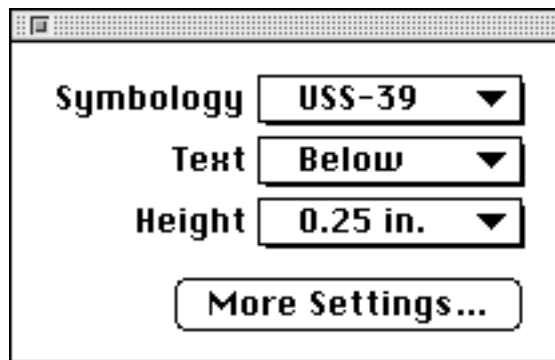 Symbology USS-39
Text Below
Height 0.25 in.
More Settings...